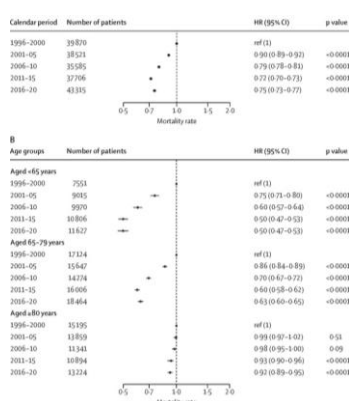 Calendar period Number of patients HR (95% CI) p value
1996–2000 39870 ref (1)
2001–05 38521 0·90 (0·89–0·92) <0·0001
2006–10 35585 0·79 (0·78–0·81) <0·0001
2011–15 37706 0·72 (0·70–0·73) <0·0001
2016–20 43315 0·75 (0·73–0·77) <0·0001
0·5 0·7 1·0 1·5 2·0
Mortality rate
B
Age groups Number of patients HR (95% CI) p value
Aged <65 years
1996–2000 7551 ref (1)
2001–05 9015 0·75 (0·71–0·80) <0·0001
2006–10 9970 0·60 (0·57–0·64) <0·0001
2011–15 10806 0·50 (0·47–0·53) <0·0001
2016–20 11627 0·50 (0·47–0·53) <0·0001
Aged 65–79 years
1996–2000 17124 ref (1)
2001–05 15647 0·86 (0·84–0·89) <0·0001
2006–10 14274 0·70 (0·67–0·72) <0·0001
2011–15 16006 0·60 (0·58–0·62) <0·0001
2016–20 18464 0·63 (0·60–0·65) <0·0001
Aged ≥80 years
1996–2000 15195 ref (1)
2001–05 13859 0·99 (0·97–1·02) 0·51
2006–10 11341 0·98 (0·95–1·00) 0·09
2011–15 10894 0·93 (0·90–0·96) <0·0001
2016–20 13224 0·92 (0·89–0·95) <0·0001
0·5 0·7 1·0 1·5 2·0
Mortality rate